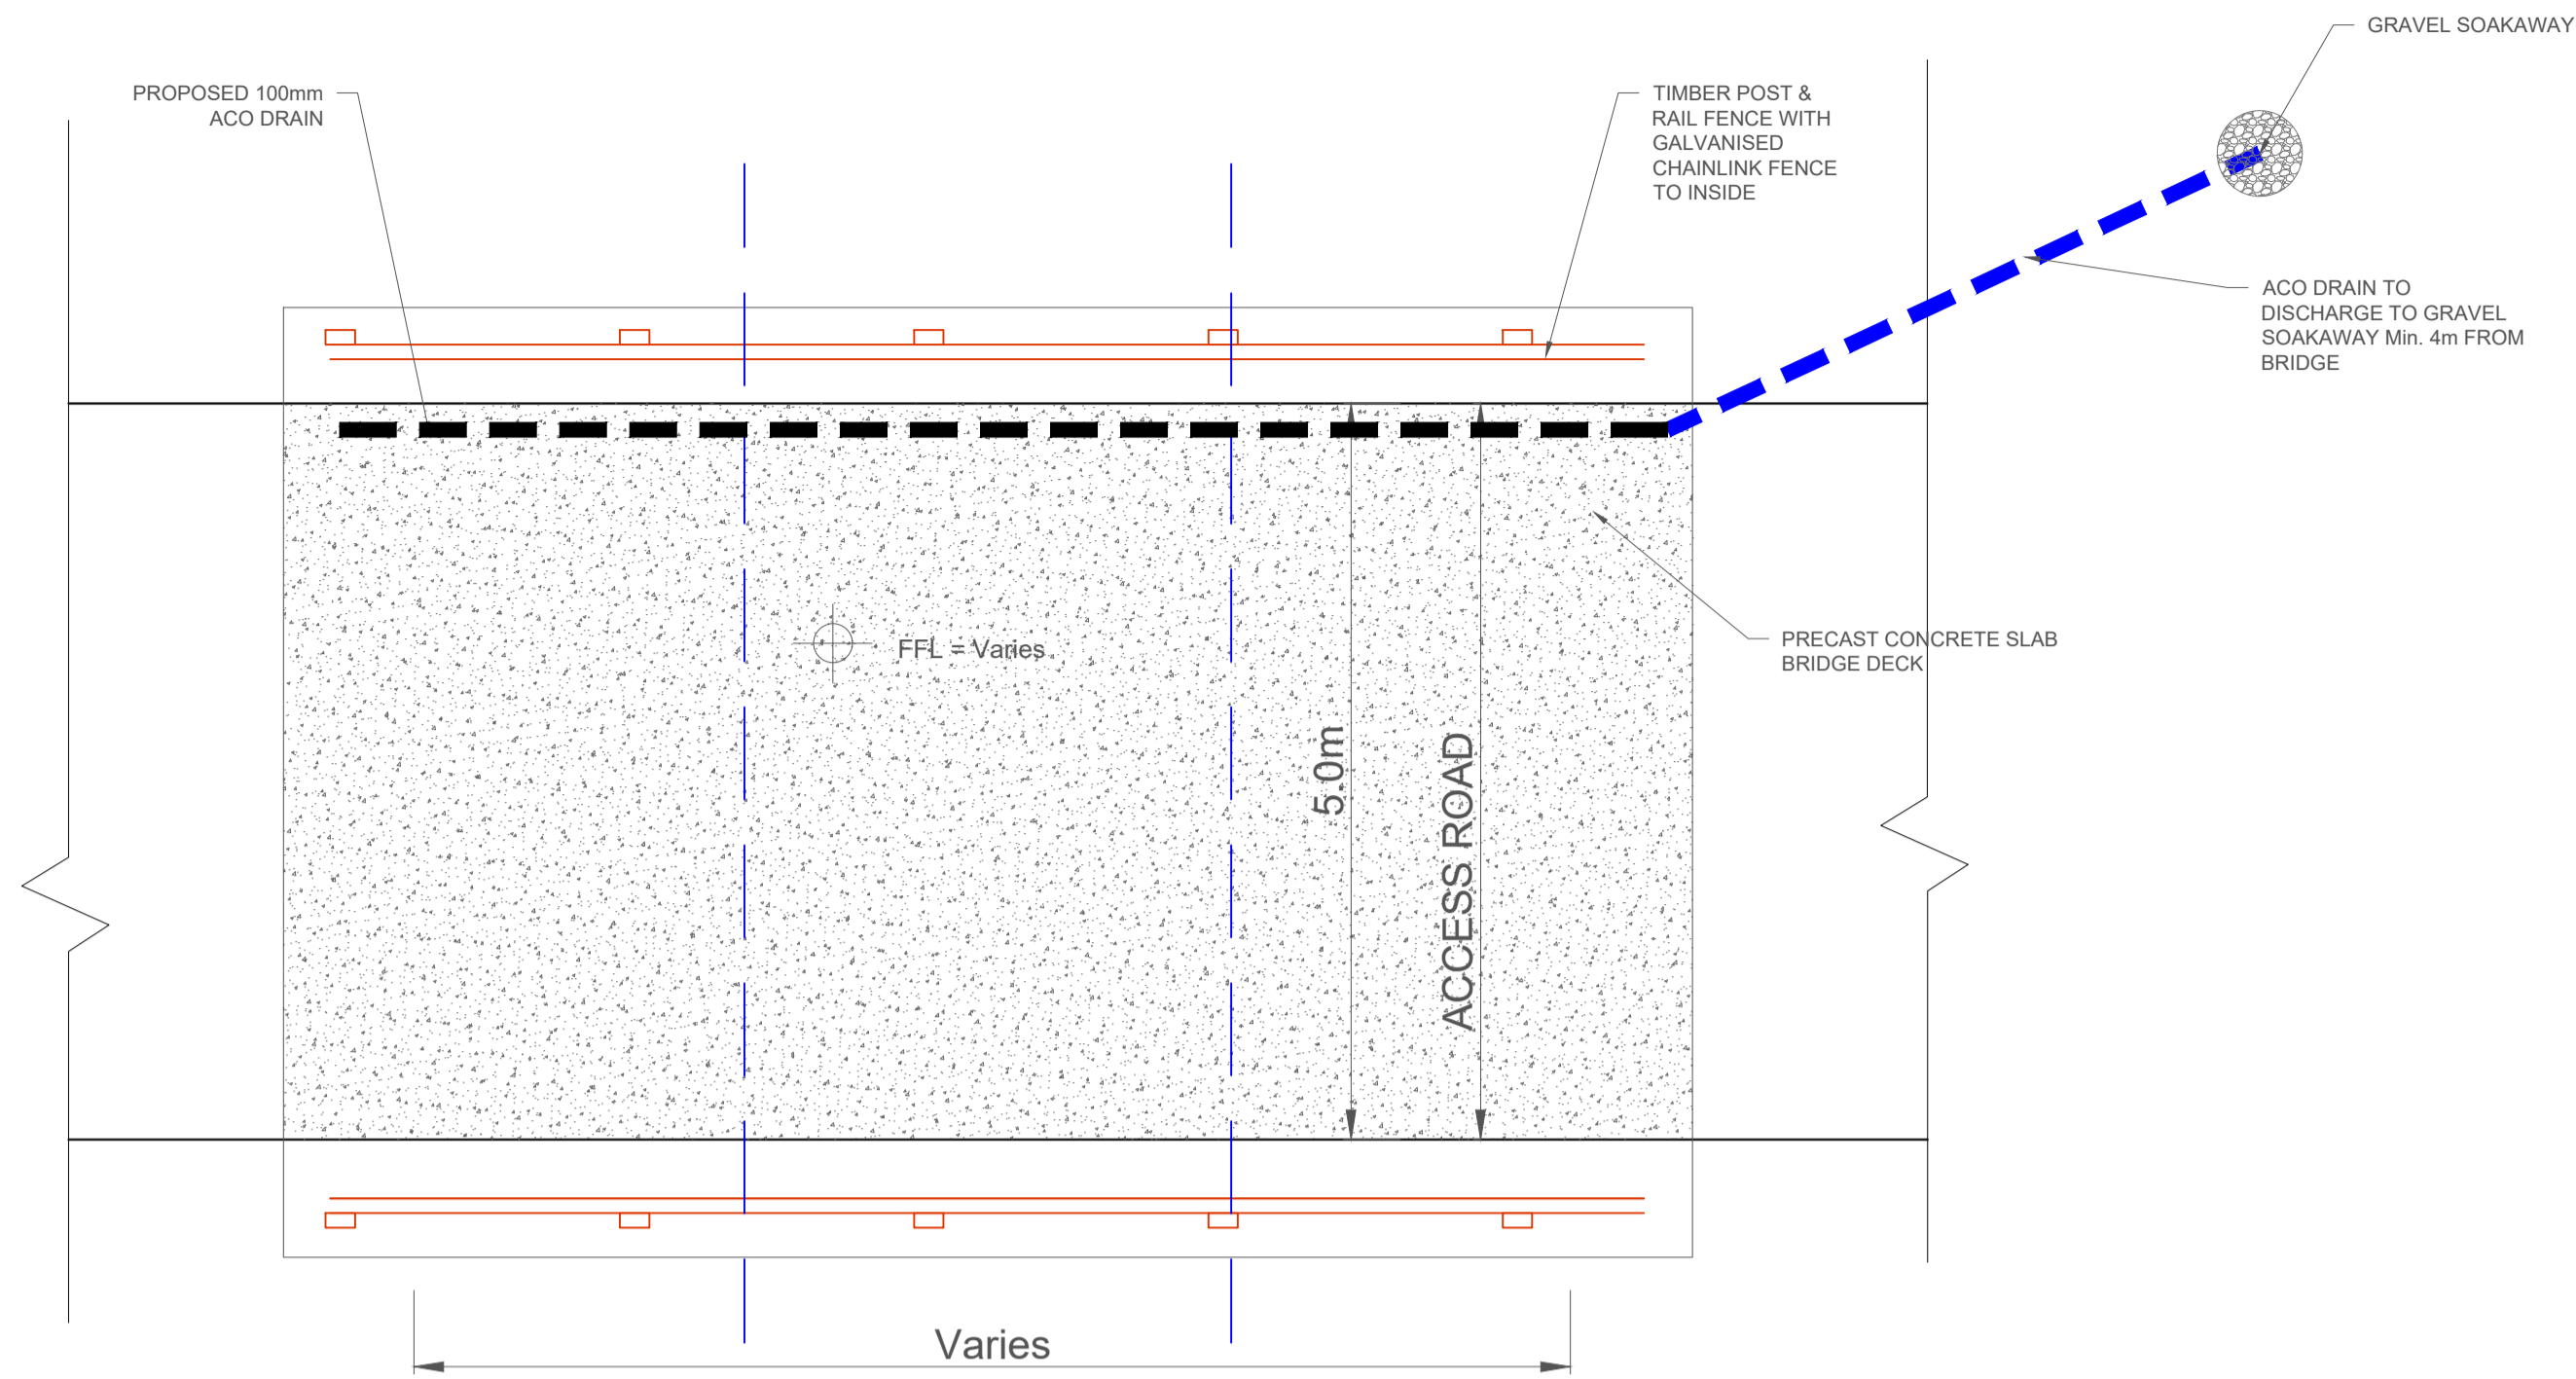 GRAVEL SOAKAWAY
PROPOSED 100mm
ACO DRAIN
TIMBER POST &
RAIL FENCE WITH
GALVANISED
CHAINLINK FENCE
TO INSIDE
ACO DRAIN TO
DISCHARGE TO GRAVEL
SOAKAWAY Min. 4m FROM
BRIDGE
PRECAST CONCRETE SLAB
BRIDGE DECK
FFL = Varies
5.0m
ACCESS ROAD
Varies